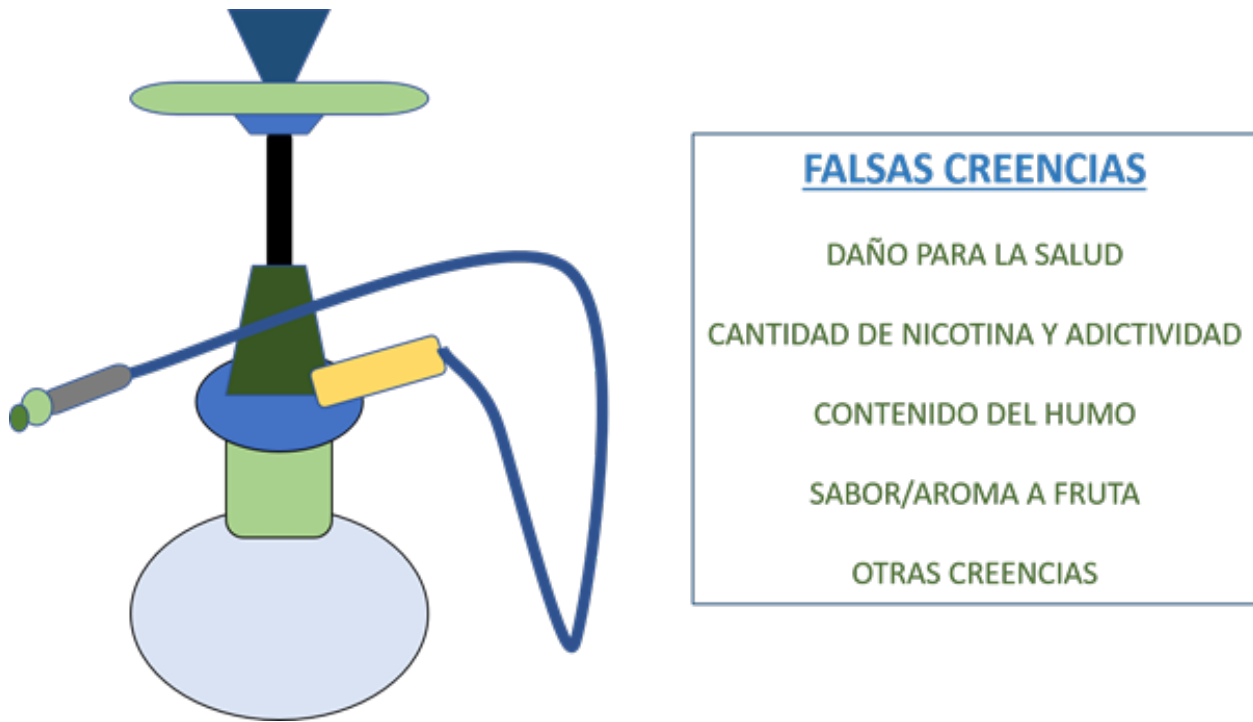 FALSAS CREENCIAS
DAÑO PARA LA SALUD
CANTIDAD DE NICOTINA Y ADICTIVIDAD
CONTENIDO DEL HUMO
SABOR/AROMA A FRUTA
OTRAS CREENCIAS